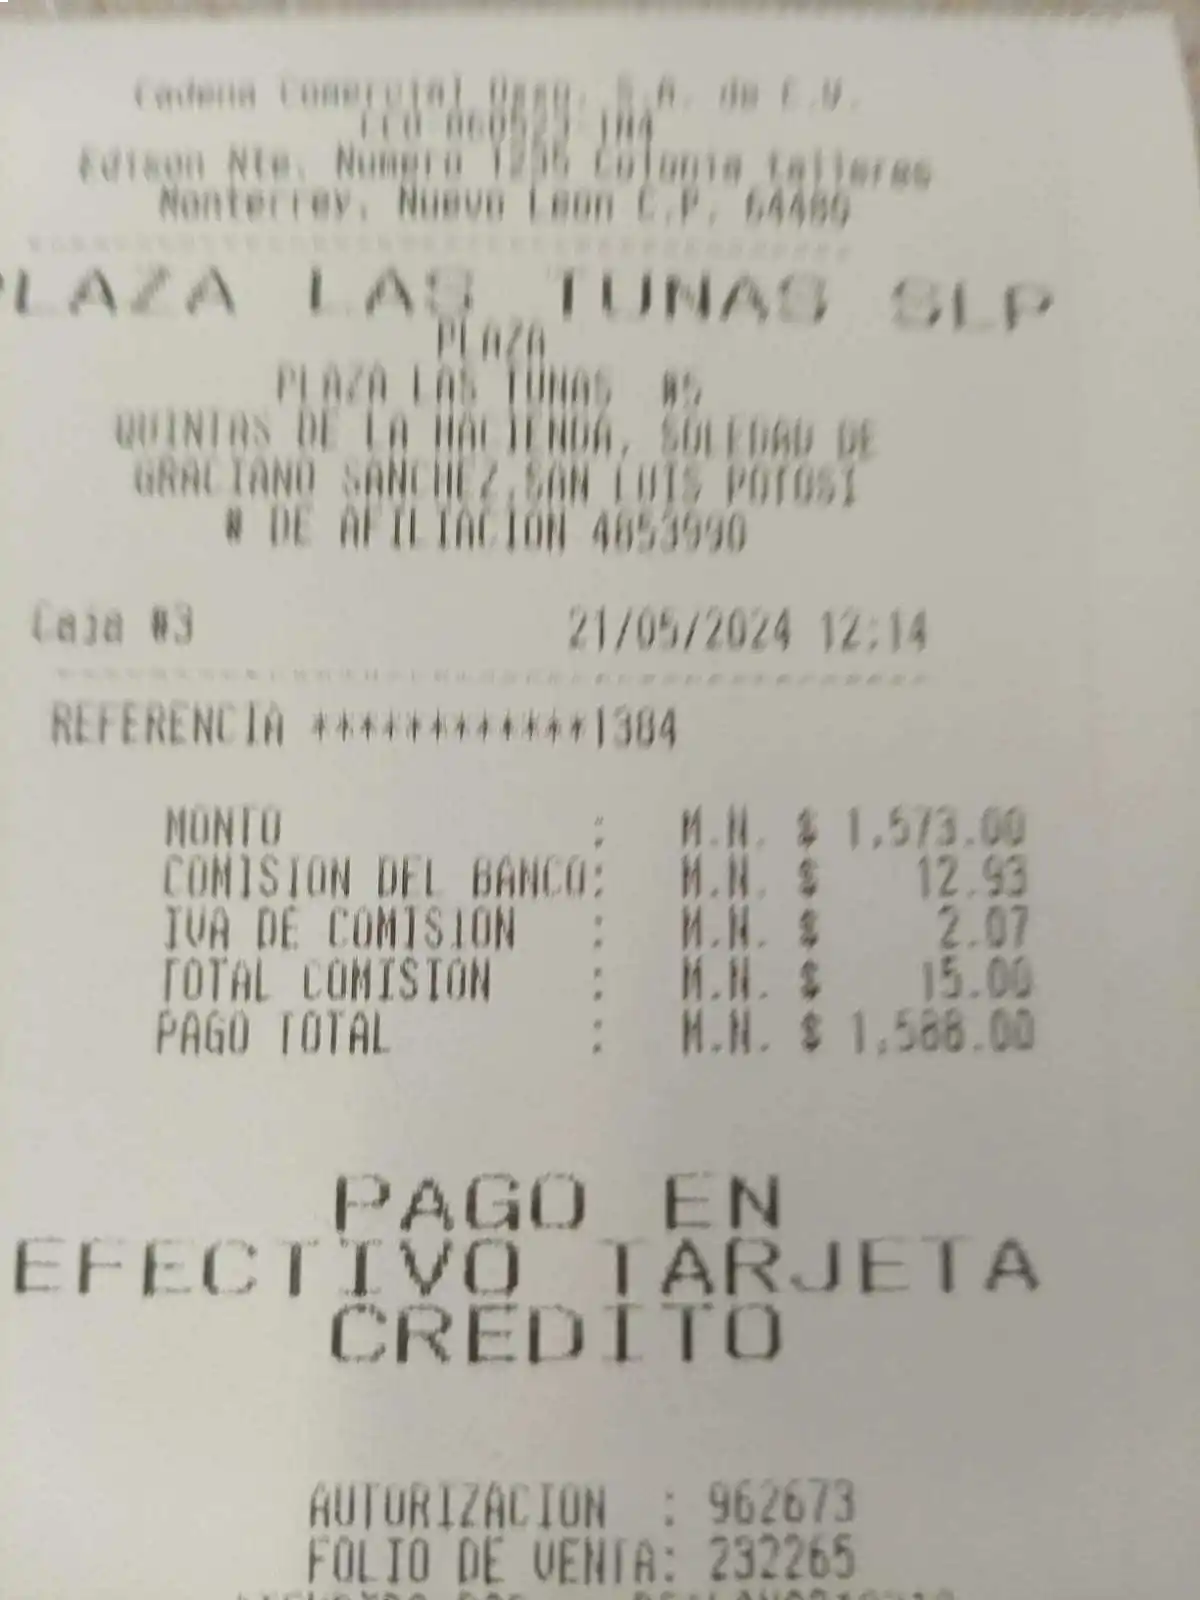 Cadena Comercial Oxxo, S.A. de C.V.
Edison Nte. Numero 1235 Colonia talleres
Monterrey, Nuevo Leon C.P. 64480
PLAZA LAS TUNAS SLP
PLAZA
PLAZA LAS TUNAS #5
QUINTAS DE LA HACIENDA, SOLEDAD DE
GRACIANO SANCHEZ,SAN LUIS POTOSI
# DE AFILIACION 4853990
Caja #3 21/05/2024 12:14
REFERENCIA ************1384
MONTO : M.N. $ 1,573.00
COMISION DEL BANCO: M.N. $ 12.93
IVA DE COMISION : M.N. $ 2.07
TOTAL COMISION : M.N. $ 15.00
PAGO TOTAL : M.N. $ 1,588.00
PAGO EN
EFECTIVO TARJETA
CREDITO
AUTORIZACION : 962673
FOLIO DE VENTA: 232265